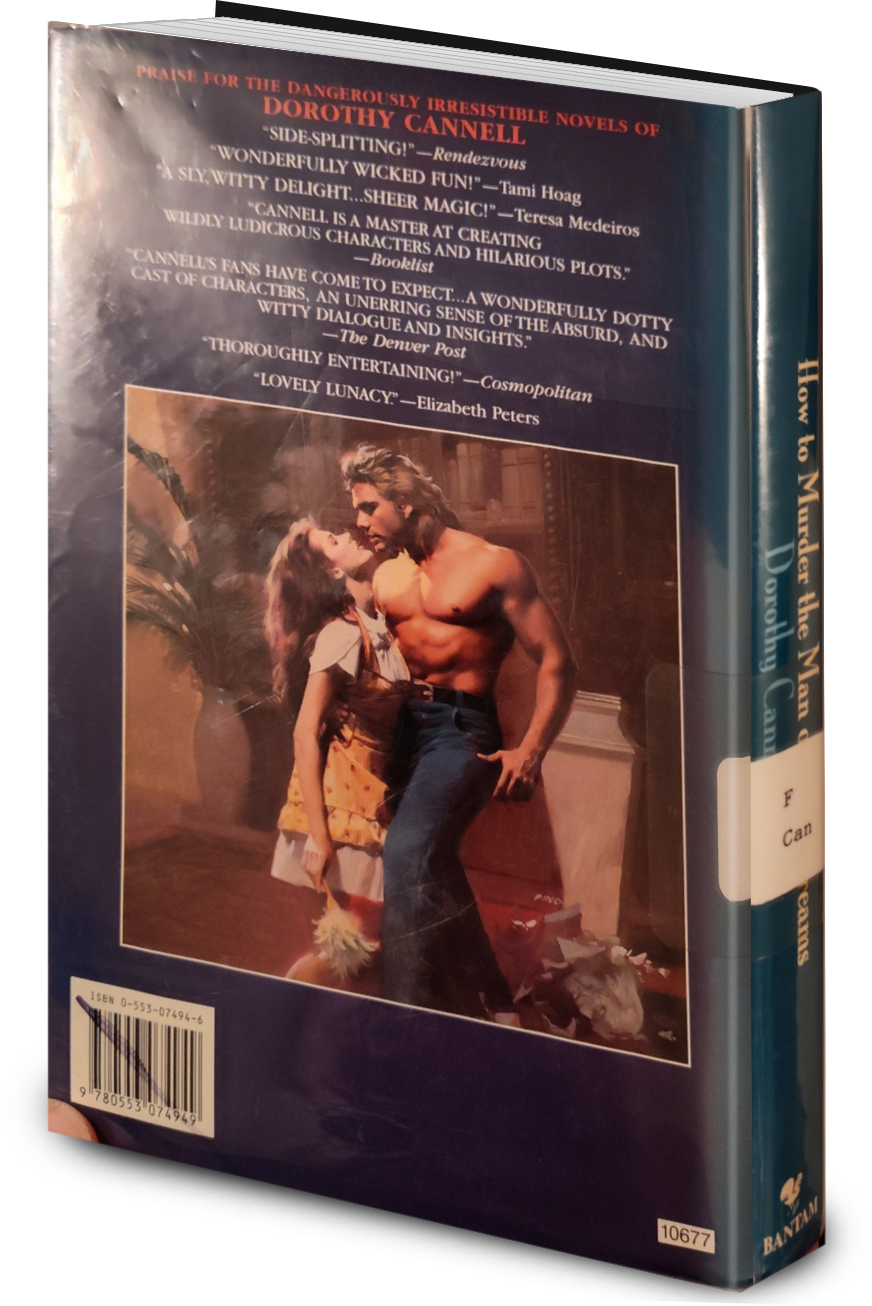 PRAISE FOR THE DANGEROUSLY IRRESISTIBLE NOVELS OF
DOROTHY CANNELL
"SIDE-SPLITTING!"—Rendezvous
"WONDERFULLY WICKED FUN!"—Tami Hoag
"A SLY, WITTY DELIGHT...SHEER MAGIC!"—Teresa Medeiros
"CANNELL IS A MASTER AT CREATING
WILDLY LUDICROUS CHARACTERS AND HILARIOUS PLOTS."
—Booklist
"CANNELL'S FANS HAVE COME TO EXPECT...A WONDERFULLY DOTTY
CAST OF CHARACTERS, AN UNERRING SENSE OF THE ABSURD, AND
WITTY DIALOGUE AND INSIGHTS."
—The Denver Post
"THOROUGHLY ENTERTAINING!"—Cosmopolitan
"LOVELY LUNACY."—Elizabeth Peters
ISBN 0-553-07494-6
9 780553 074949
10677
How to Murder the Man
reams
Dorothy Cann
F
Can
BANTAM